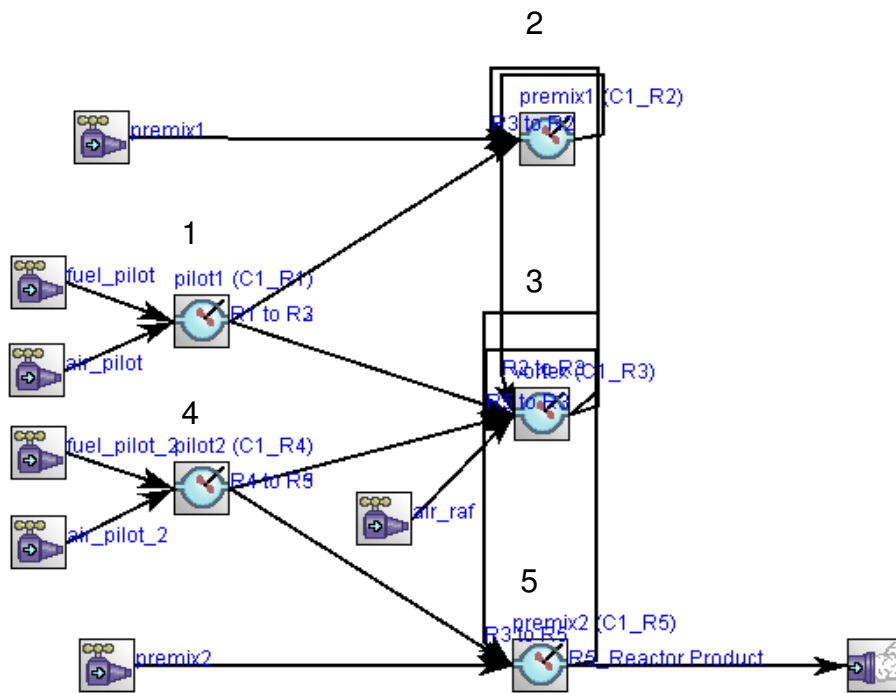 2
premix1 (C1_R2)
premix1
R3 to R2
1
fuel_pilot
pilot1 (C1_R1)
3
R1 to R3
air_pilot
R2 to R3
vortex (C1_R3)
R5 to R3
4
fuel_pilot_2
pilot2 (C1_R4)
R4 to R5
air_raf
air_pilot_2
5
premix2 (C1_R5)
R3 to R5
premix2
R5_Reactor Product